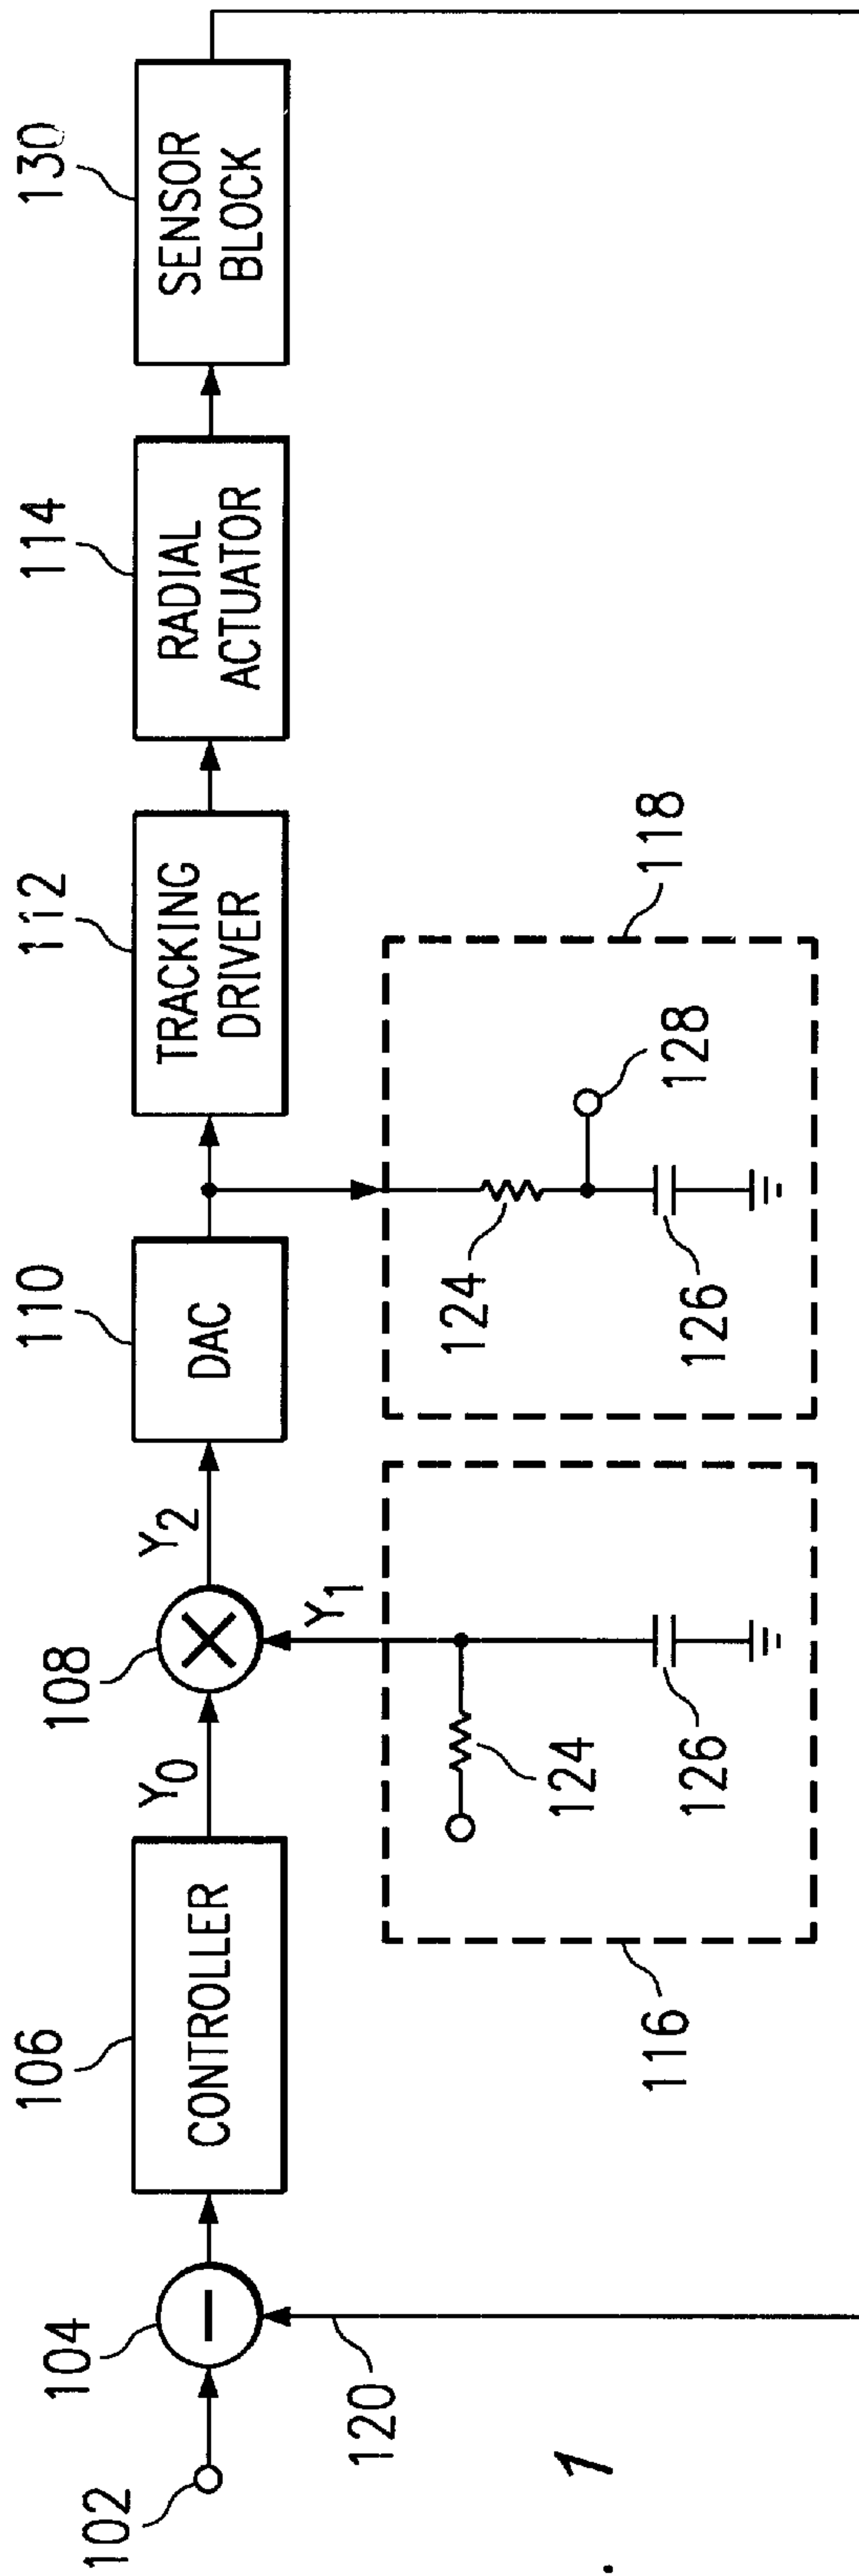 102
104
106
108
110
112
114
130
CONTROLLER
Y0
Y2
DAC
TRACKING
DRIVER
RADIAL
ACTUATOR
SENSOR
BLOCK
120
Y1
116
124
126
118
124
126
128
. 1